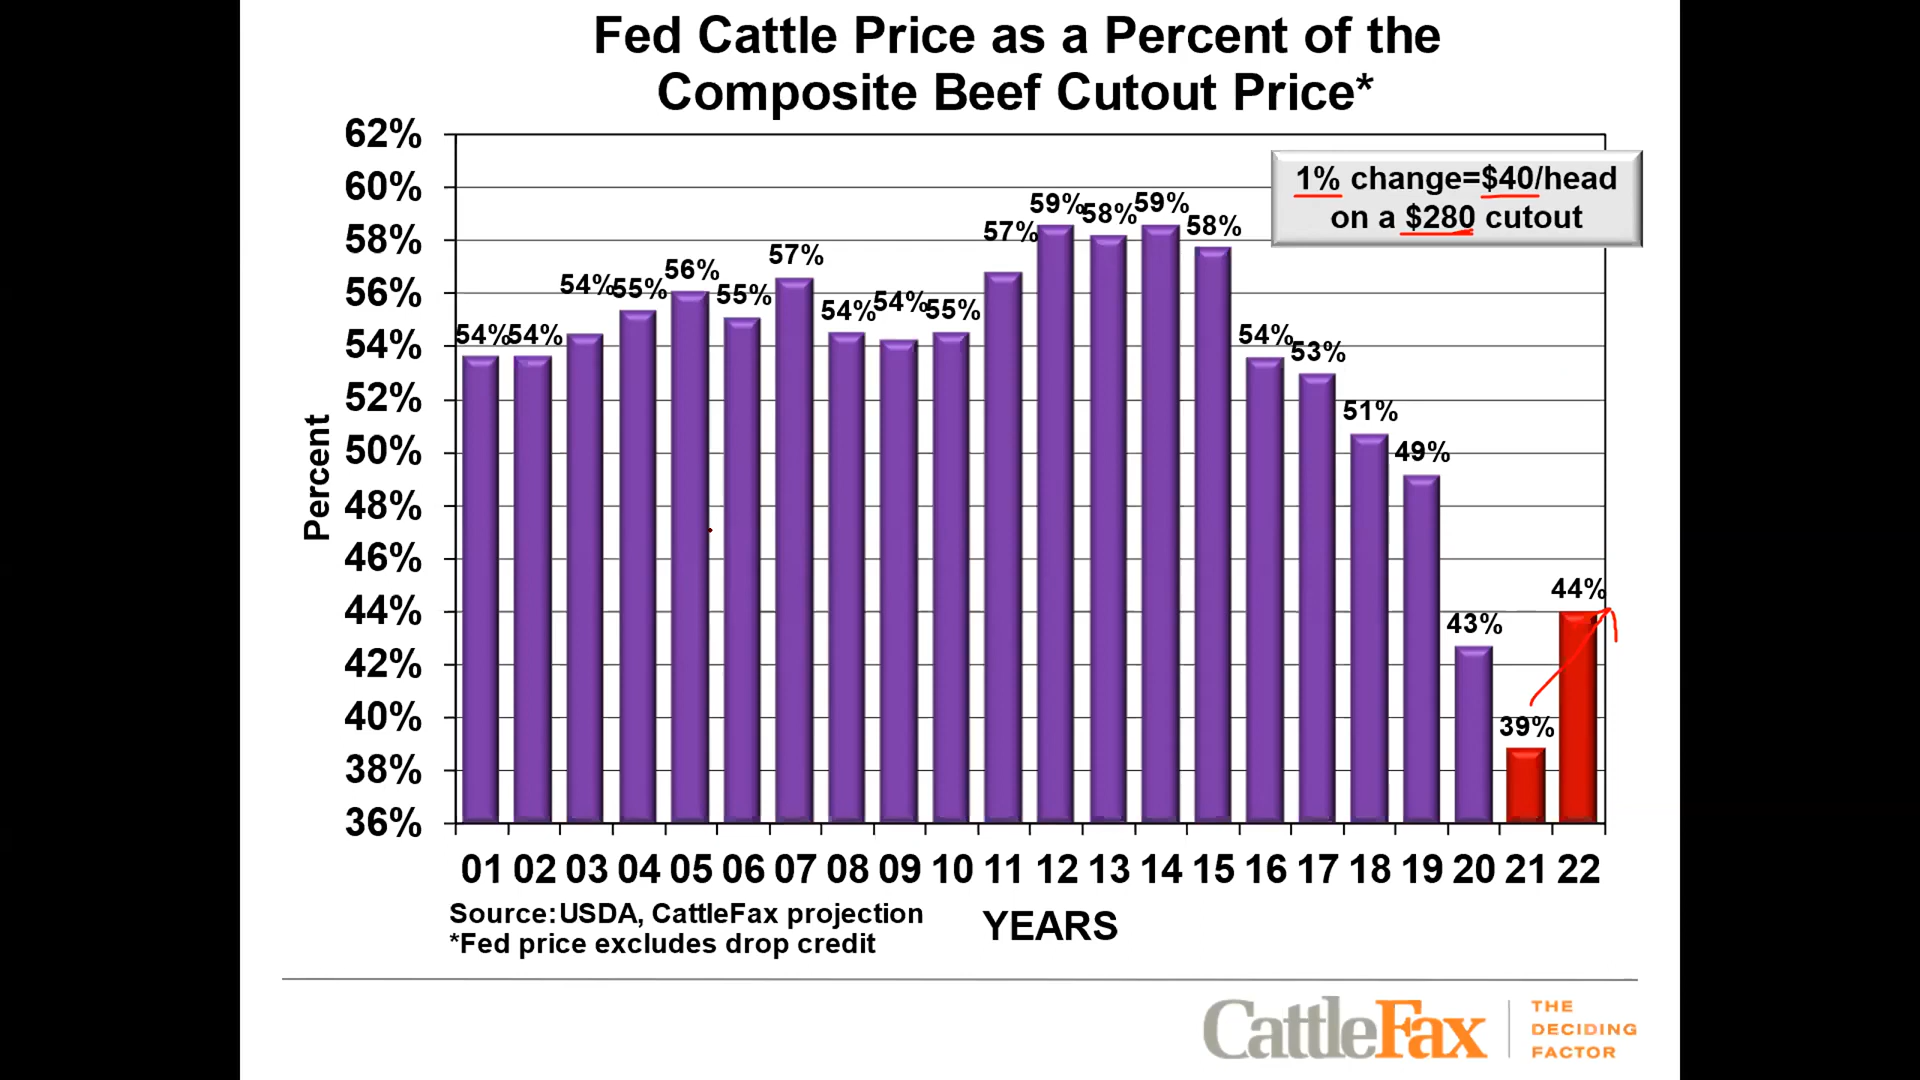 Fed Cattle Price as a Percent of the
Composite Beef Cutout Price*
1% change=$40/head
on a $280 cutout
Percent
62%
60%
58%
56%
54%
52%
50%
48%
46%
44%
42%
40%
38%
36%
54% 54% 54% 55% 56% 55% 57% 54% 54% 55% 57% 59% 58% 59% 58% 54% 53% 51% 49% 43% 39% 44%
01 02 03 04 05 06 07 08 09 10 11 12 13 14 15 16 17 18 19 20 21 22
YEARS
Source: USDA, CattleFax projection
*Fed price excludes drop credit
CattleFax
THE
DECIDING
FACTOR